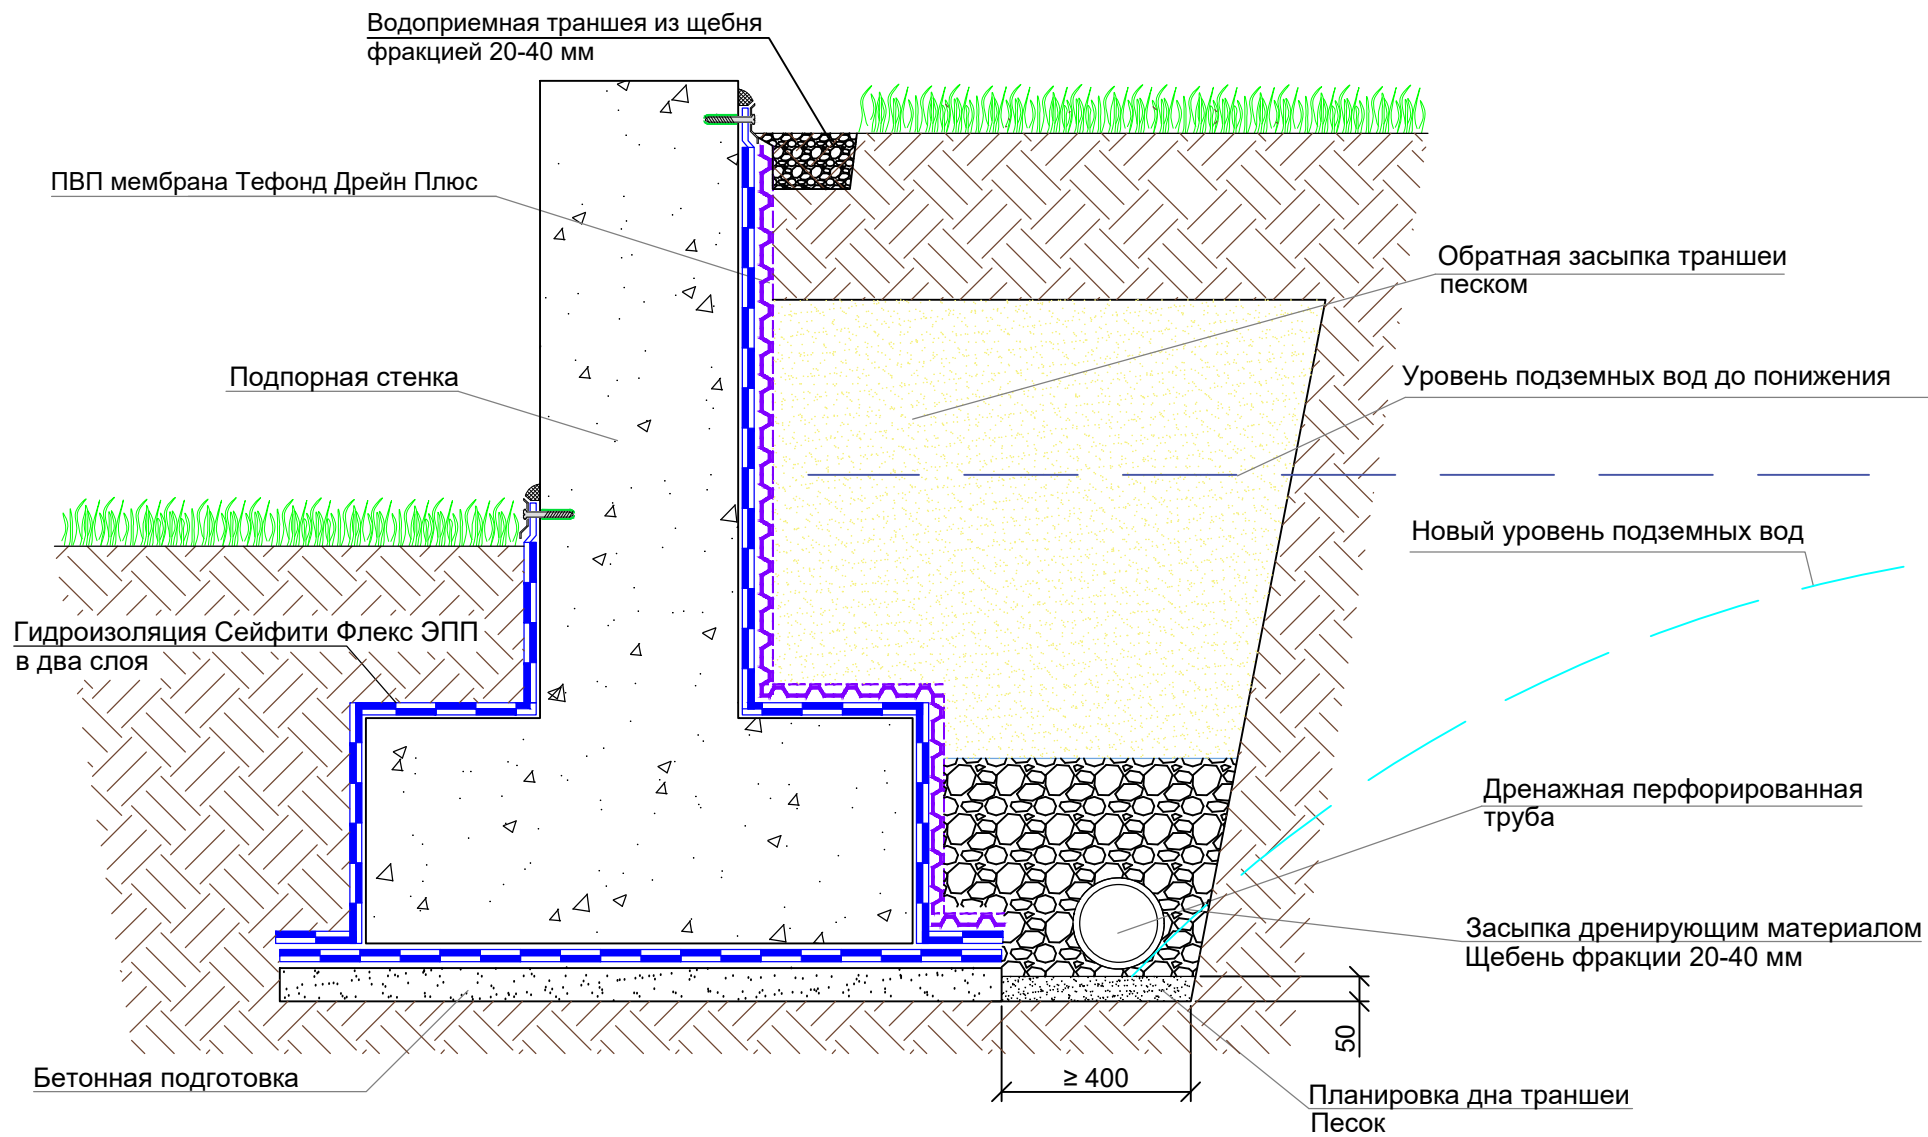 Водоприемная траншея из щебня
фракцией 20-40 мм
ПВП мембрана Тефонд Дрейн Плюс
Обратная засыпка траншеи
песком
Подпорная стенка
Уровень подземных вод до понижения
Новый уровень подземных вод
Гидроизоляция Сейфити Флекс ЭПП
в два слоя
Дренажная перфорированная
труба
Засыпка дренирующим материалом
Щебень фракции 20-40 мм
50
≥ 400
Бетонная подготовка
Планировка дна траншеи
Песок